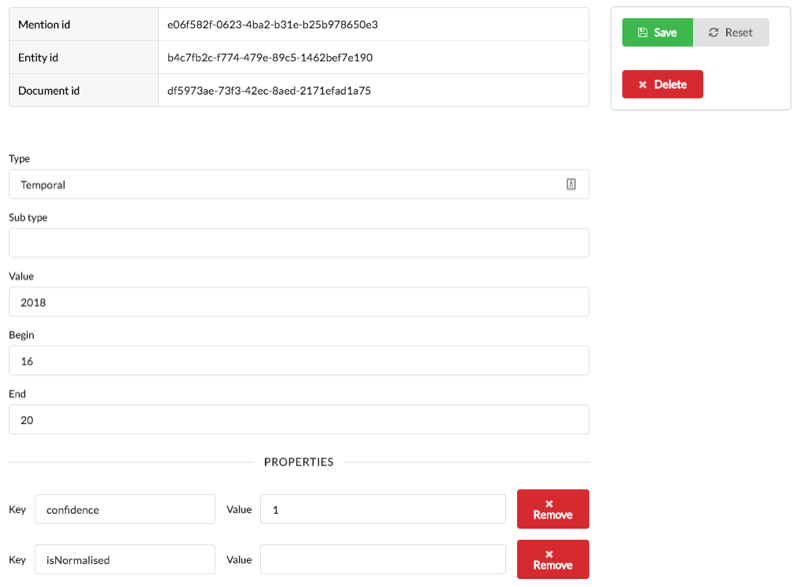 Mention id e06f582f-0623-4ba2-b31e-b25b978650e3
Entity id b4c7fb2c-f774-479e-89c5-1462bef7e190
Document id df5973ae-73f3-42ec-8aed-2171efad1a75
Save Reset
Delete
Type
Temporal
Sub type
Value
2018
Begin
16
End
20
PROPERTIES
Key confidence Value 1 Remove
Key isNormalised Value Remove